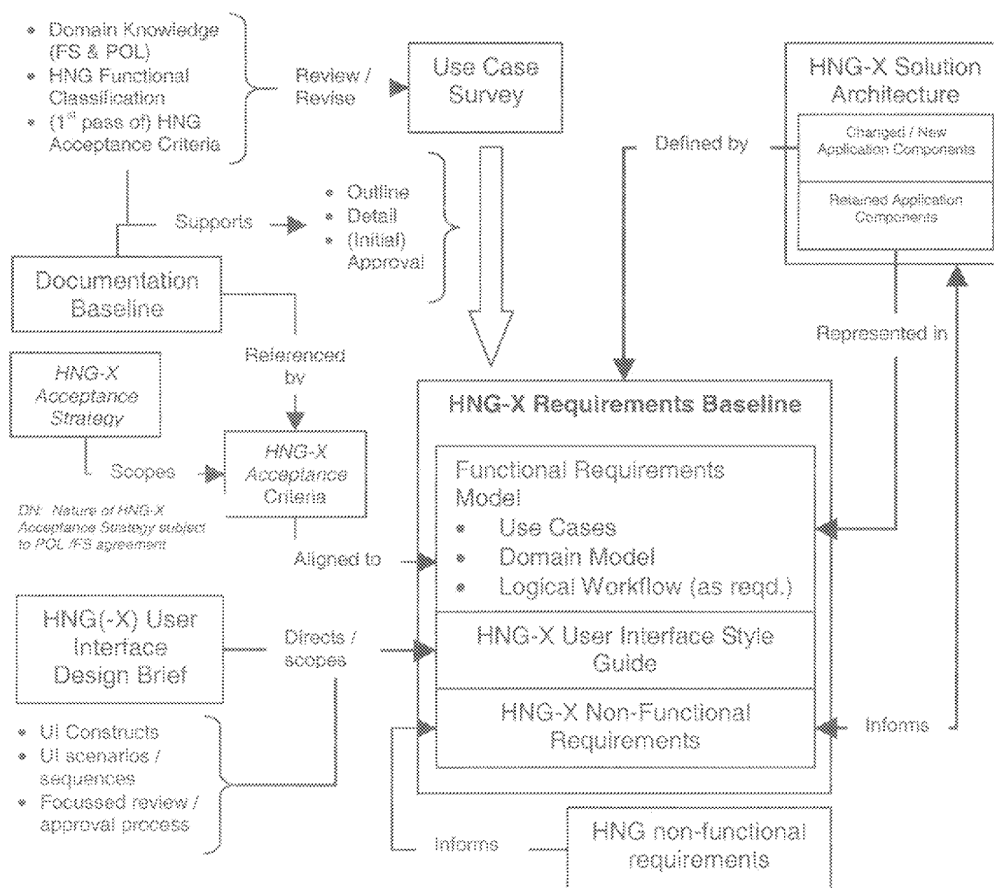 • Domain Knowledge
(FS & POL)
• HNG Functional
Classification
• (1st pass of) HNG
Acceptance Criteria
Review /
Revise
Use Case
Survey
HNG-X Solution
Architecture
Changed / New
Application Components
Retained Application
Components
Defined by
• Outline
• Detail
• (Initial)
Approval
Supports
Documentation
Baseline
Represented in
Referenced
by
HNG-X
Acceptance
Strategy
HNG-X
Acceptance
Criteria
Scopes
DN: Nature of HNG-X
Acceptance Strategy subject
to POL /FS agreement
Aligned to
HNG-X Requirements Baseline
Functional Requirements
Model
• Use Cases
• Domain Model
• Logical Workflow (as reqd.)
HNG-X User Interface Style
Guide
HNG-X Non-Functional
Requirements
HNG(-X) User
Interface
Design Brief
Directs /
scopes
• UI Constructs
• UI scenarios /
sequences
• Focussed review /
approval process
Informs
Informs
HNG non-functional
requirements